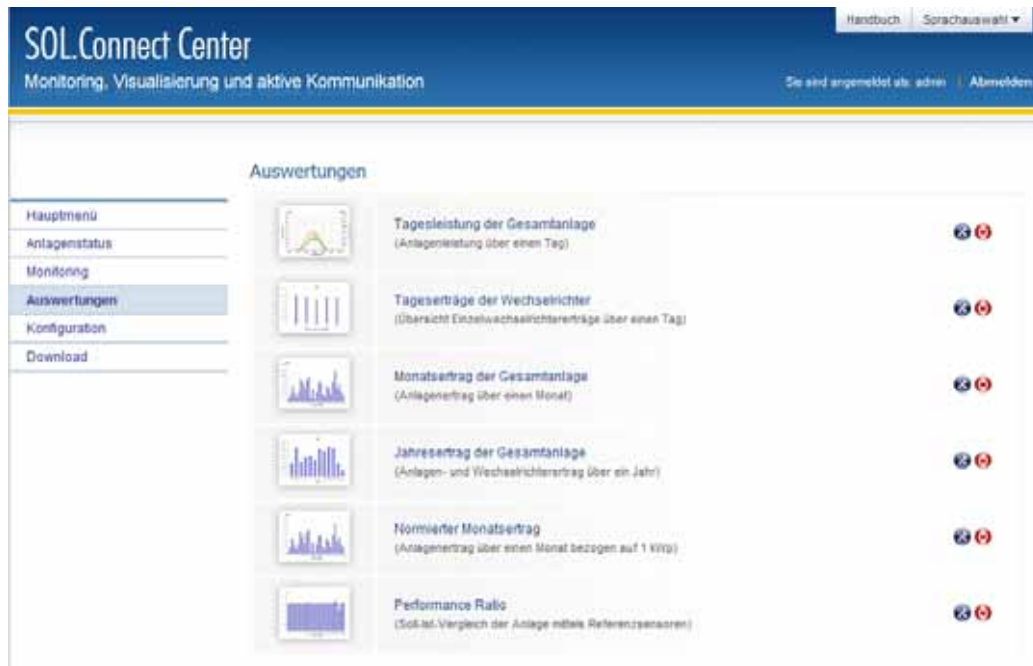 Handbuch Sprachauswahl
SOL.Connect Center
Monitoring, Visualisierung und aktive Kommunikation
Sie sind angemeldet als: admin | Abmelden
Auswertungen
Hauptmenü
Anlagenstatus
Monitoring
Auswertungen
Konfiguration
Download
Tagesleistung der Gesamtanlage
(Anlagenleistung über einen Tag)
Tageserträge der Wechselrichter
(Übersicht Einzelwechselrichtererträge über einen Tag)
Monatsertrag der Gesamtanlage
(Anlagenertrag über einen Monat)
Jahresertrag der Gesamtanlage
(Anlagen- und Wechselrichterertrag über ein Jahr)
Normierter Monatsertrag
(Anlagenertrag über einen Monat bezogen auf 1 kWp)
Performance Ratio
(Soll-Ist-Vergleich der Anlage mittels Referenzsensoren)